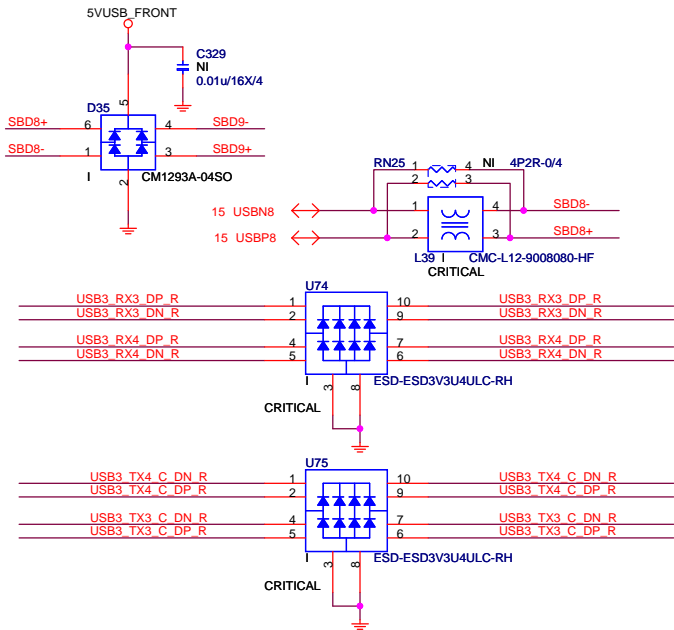 5VUSB_FRONT
C329
NI
0.01u/16X/4
D35
5
SBD8+ 6 4 SBD9-
SBD8- 1 3 SBD9+
I 2 CM1293A-04SO
RN25 1 4 NI 4P2R-0/4
2 3
15 USBN8 1 4 SBD8-
15 USBP8 2 3 SBD8+
L39 I CMC-L12-9008080-HF
CRITICAL
U74
USB3_RX3_DP_R 1 10 USB3_RX3_DP_R
USB3_RX3_DN_R 2 9 USB3_RX3_DN_R
USB3_RX4_DP_R 4 7 USB3_RX4_DP_R
USB3_RX4_DN_R 5 6 USB3_RX4_DN_R
I 3 8 ESD-ESD3V3U4ULC-RH
CRITICAL
U75
USB3_TX4_C_DN_R 1 10 USB3_TX4_C_DN_R
USB3_TX4_C_DP_R 2 9 USB3_TX4_C_DP_R
USB3_TX3_C_DN_R 4 7 USB3_TX3_C_DN_R
USB3_TX3_C_DP_R 5 6 USB3_TX3_C_DP_R
I 3 8 ESD-ESD3V3U4ULC-RH
CRITICAL